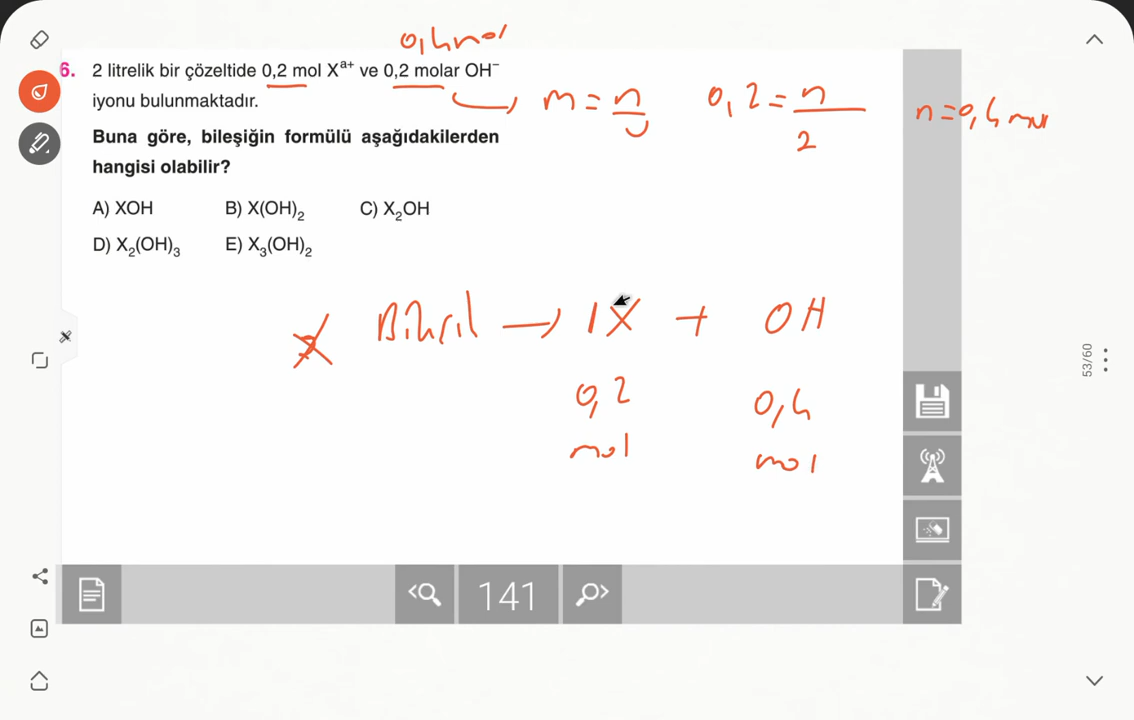 0,4 mol
6. 2 litrelik bir çözeltide 0,2 mol Xᵃ⁺ ve 0,2 molar OH⁻
iyonu bulunmaktadır.
m = n/v 0,2 = n/2 n = 0,4 mol
Buna göre, bileşiğin formülü aşağıdakilerden
hangisi olabilir?
A) XOH B) X(OH)₂ C) X₂OH
D) X₂(OH)₃ E) X₃(OH)₂
X → 1X + OH
0,2 0,4
mol mol
53/60
141